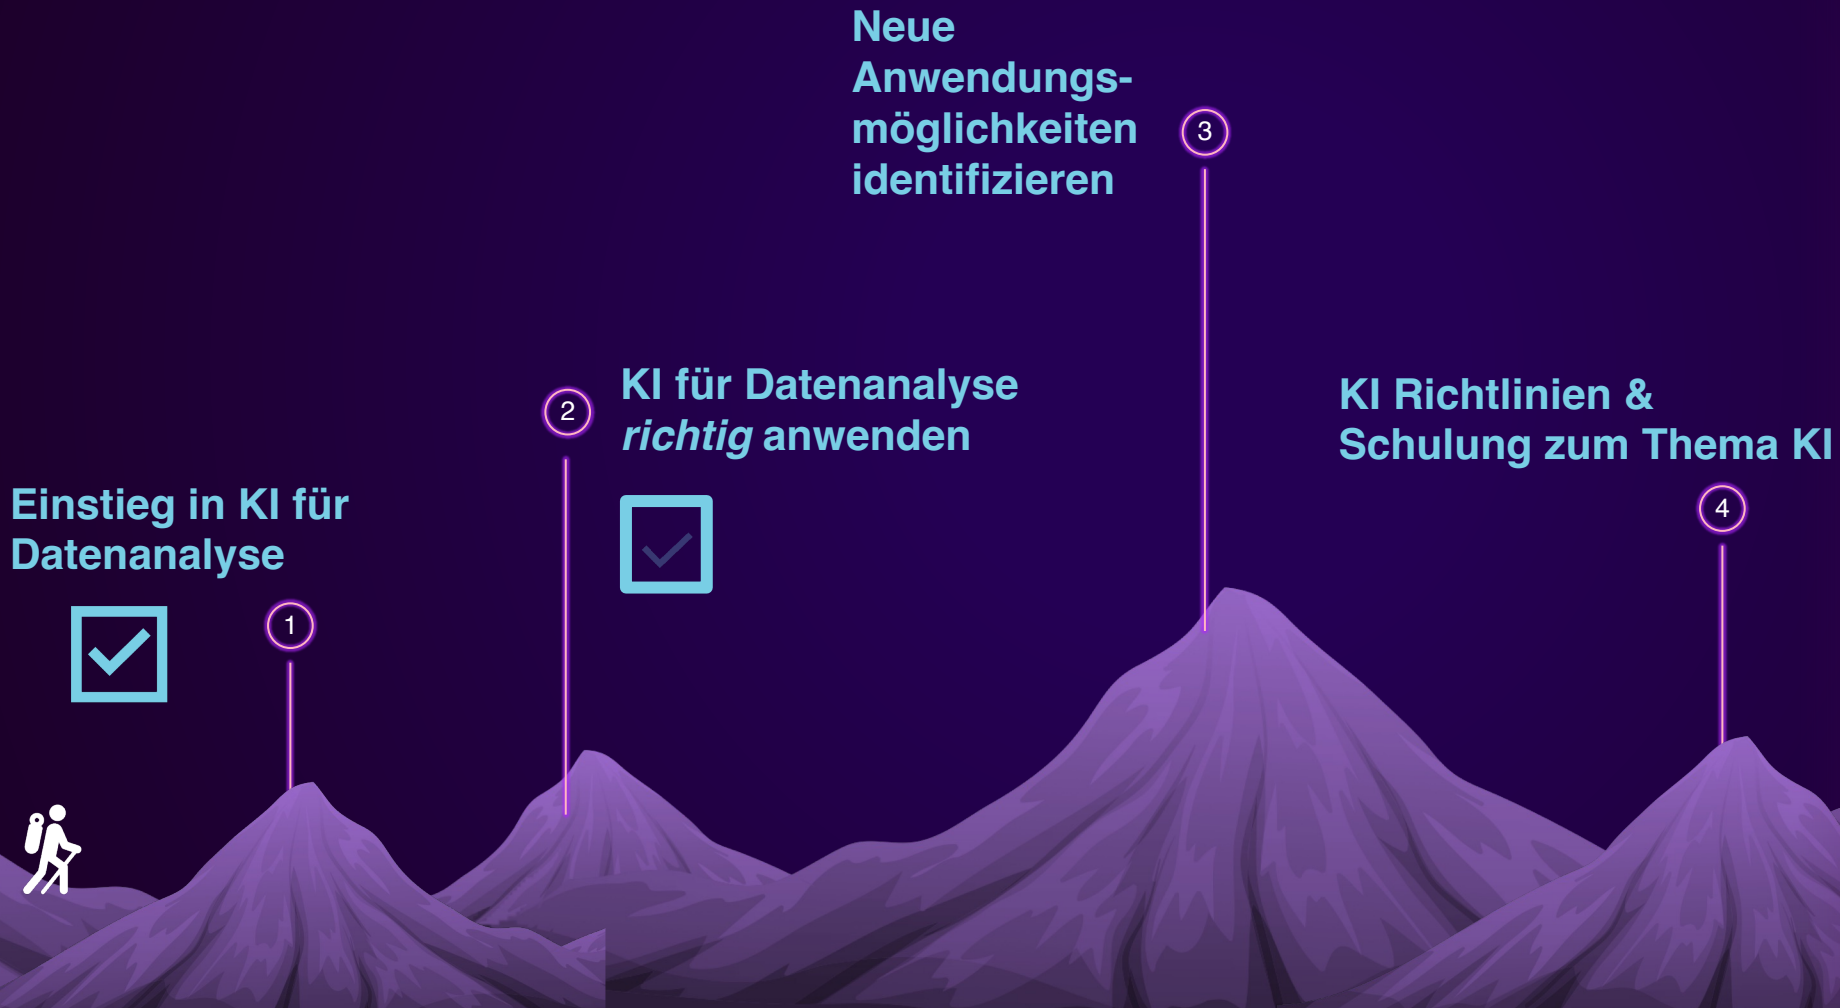 Einstieg in KI für
Datenanalyse
1
2
KI für Datenanalyse
richtig anwenden
Neue
Anwendungs-
möglichkeiten
identifizieren
3
KI Richtlinien &
Schulung zum Thema KI
4